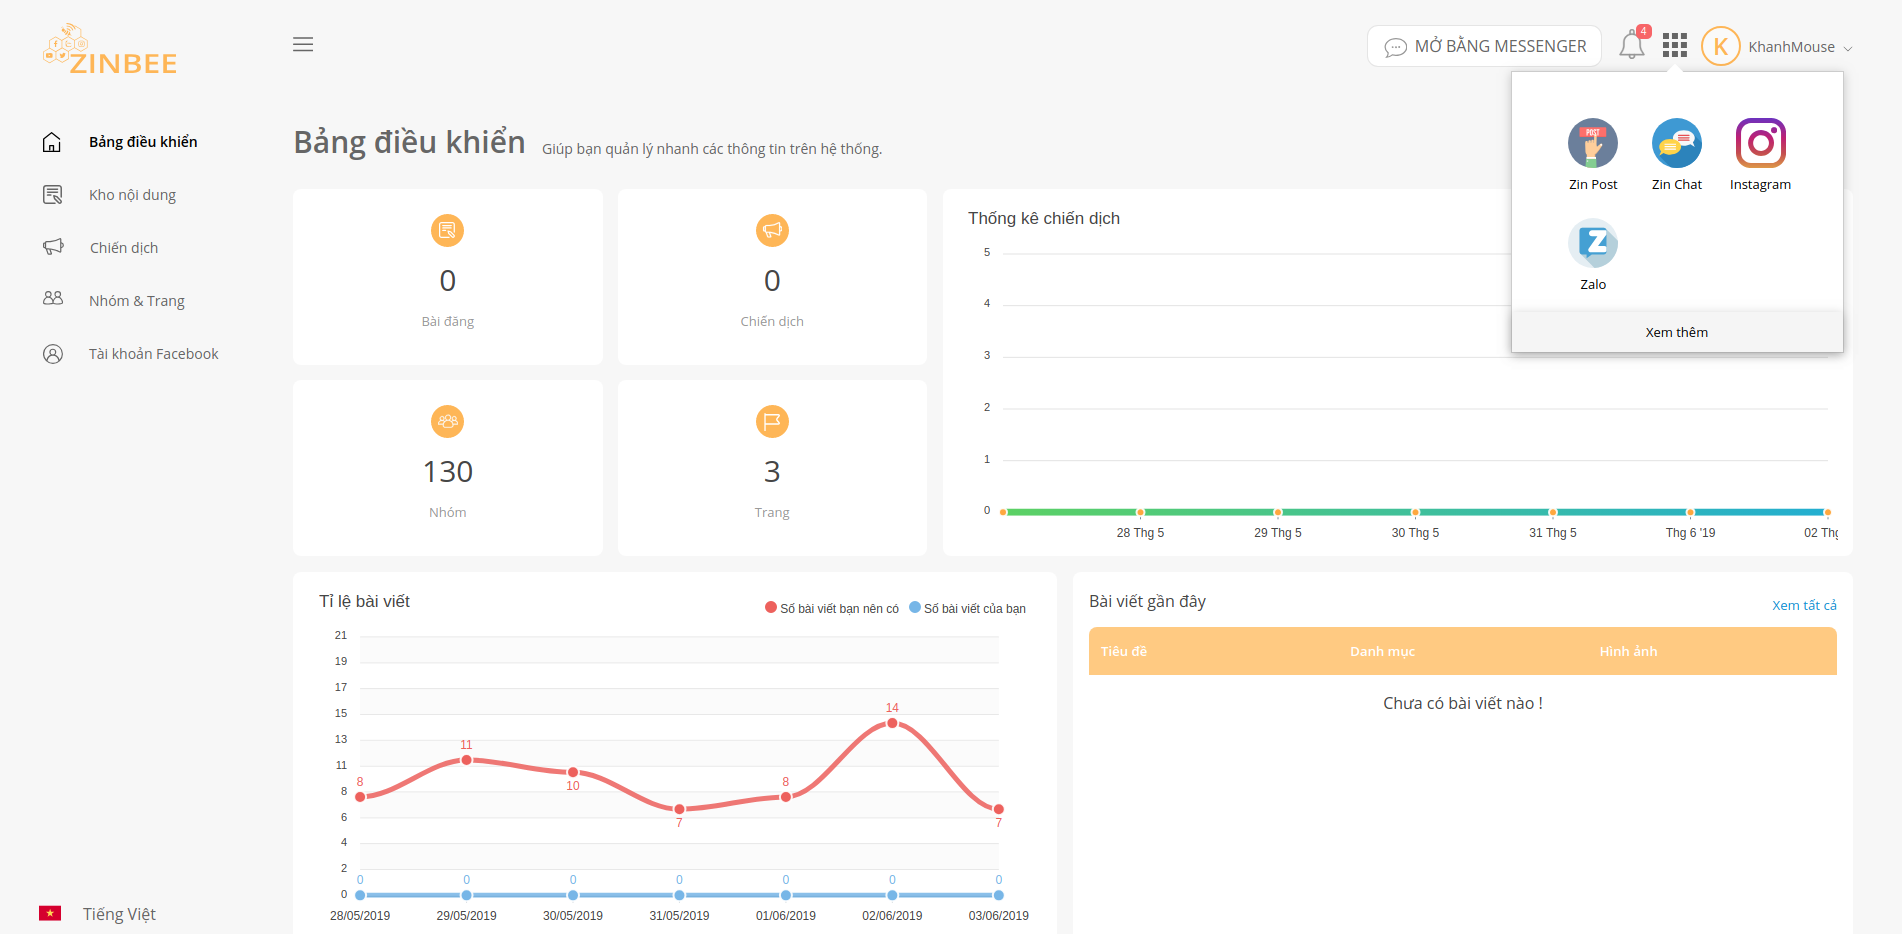 ZINBEE
MỞ BẰNG MESSENGER
4
K
KhanhMouse
Bảng điều khiển
Kho nội dung
Chiến dịch
Nhóm & Trang
Tài khoản Facebook
Tiếng Việt
Bảng điều khiển
Giúp bạn quản lý nhanh các thông tin trên hệ thống.
POST
Zin Post
Zin Chat
Instagram
Z
Zalo
Xem thêm
0
Bài đăng
0
Chiến dịch
130
Nhóm
3
Trang
Thống kê chiến dịch
5
4
3
2
1
0
28 Thg 5
29 Thg 5
30 Thg 5
31 Thg 5
Thg 6 '19
02 Thg
Tỉ lệ bài viết
Số bài viết bạn nên có
Số bài viết của bạn
21
19
17
15
13
11
8
6
4
2
0
8
11
10
7
8
14
7
0
0
0
0
0
0
0
28/05/2019
29/05/2019
30/05/2019
31/05/2019
01/06/2019
02/06/2019
03/06/2019
Bài viết gần đây
Xem tất cả
Tiêu đề
Danh mục
Hình ảnh
Chưa có bài viết nào !